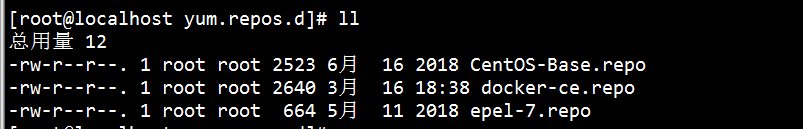 [root@localhost yum.repos.d]# ll
总用量 12
-rw-r--r--. 1 root root 2523 6月  16 2018 CentOS-Base.repo
-rw-r--r--. 1 root root 2640 3月  16 18:38 docker-ce.repo
-rw-r--r--. 1 root root  664 5月  11 2018 epel-7.repo